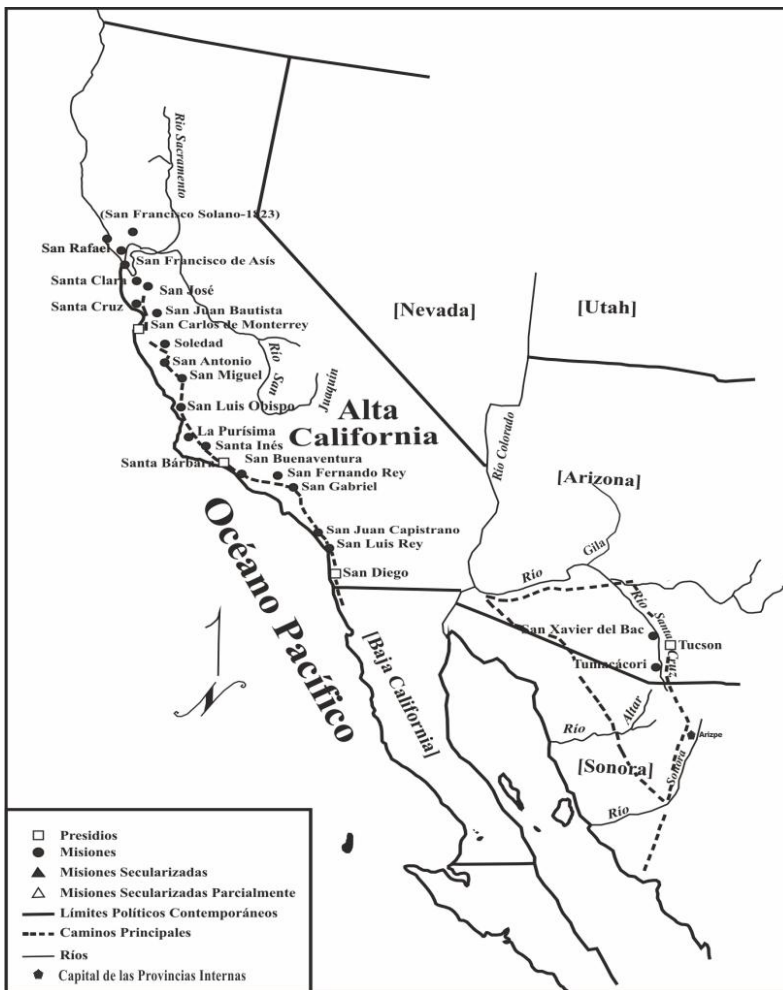 Río Sacramento
(San Francisco Solano-1823)
San Rafael
San Francisco de Asís
Santa Clara
San José
Santa Cruz
San Juan Bautista
San Carlos de Monterrey
Soledad
San Antonio
San Miguel
Río San
Juaquin
San Luis Obispo
La Purísima
Santa Inés
Santa Bárbara
San Buenaventura
San Fernando Rey
San Gabriel
San Juan Capistrano
San Luis Rey
San Diego
Alta
California
[Nevada]
[Utah]
Río Colorado
[Arizona]
Gila
Río
Río
Santa
Cruz
San Xavier del Bac
Tucson
Tumacácori
Río
Altar
Arizpe
[Sonora]
Sonora
Río
[Baja California]
Océano Pacífico
N
Presidios
Misiones
Misiones Secularizadas
Misiones Secularizadas Parcialmente
Límites Políticos Contemporáneos
Caminos Principales
Ríos
Capital de las Provincias Internas